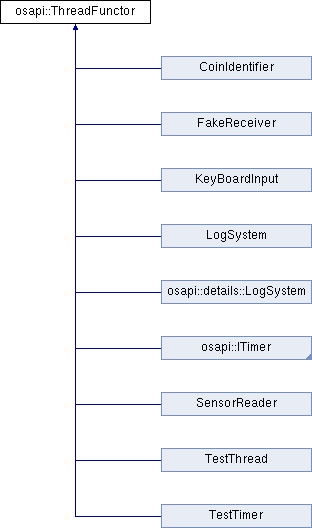 osapi::ThreadFunctor
CoinIdentifier
FakeReceiver
KeyBoardInput
LogSystem
osapi::details::LogSystem
osapi::ITimer
SensorReader
TestThread
TestTimer